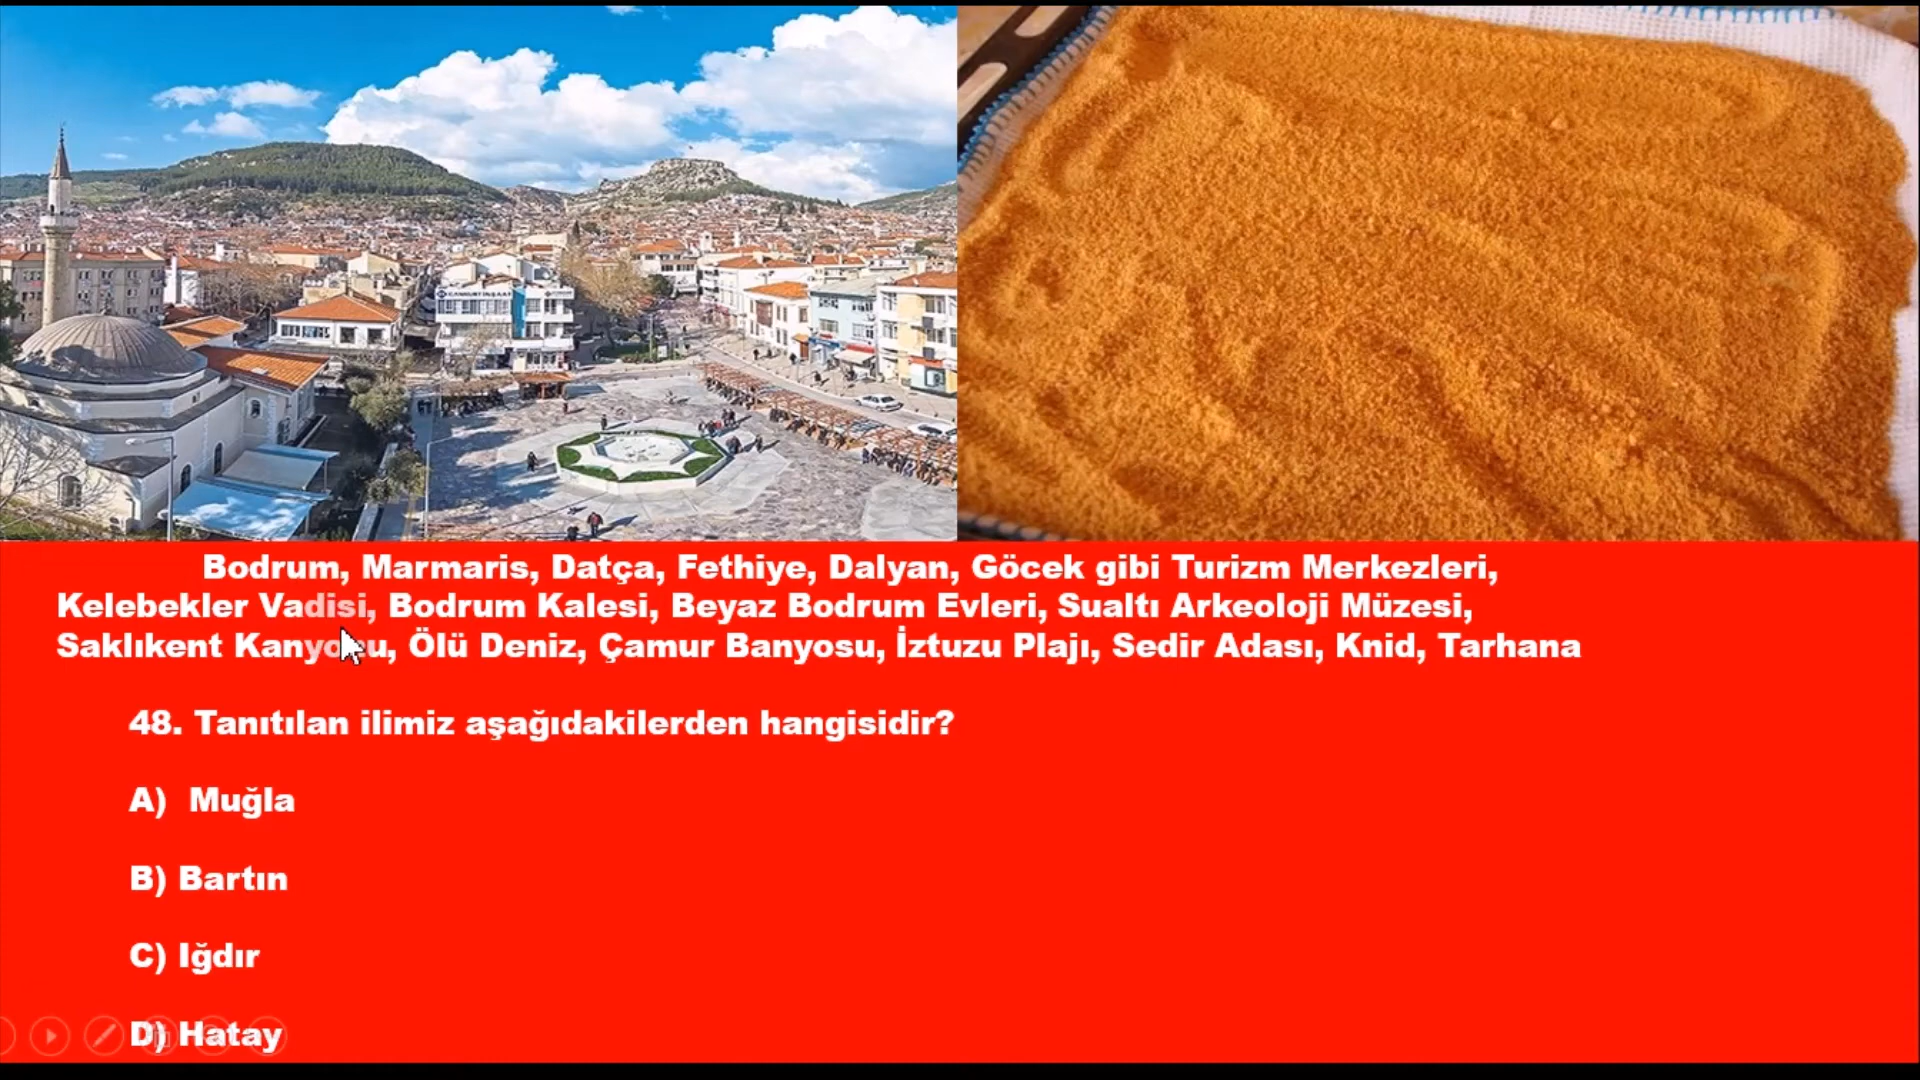 Bodrum, Marmaris, Datça, Fethiye, Dalyan, Göcek gibi Turizm Merkezleri,
Kelebekler Vadisi, Bodrum Kalesi, Beyaz Bodrum Evleri, Sualtı Arkeoloji Müzesi,
Saklıkent Kanyonu, Ölü Deniz, Çamur Banyosu, İztuzu Plajı, Sedir Adası, Knid, Tarhana
48. Tanıtılan ilimiz aşağıdakilerden hangisidir?
A) Muğla
B) Bartın
C) Iğdır
D) Hatay